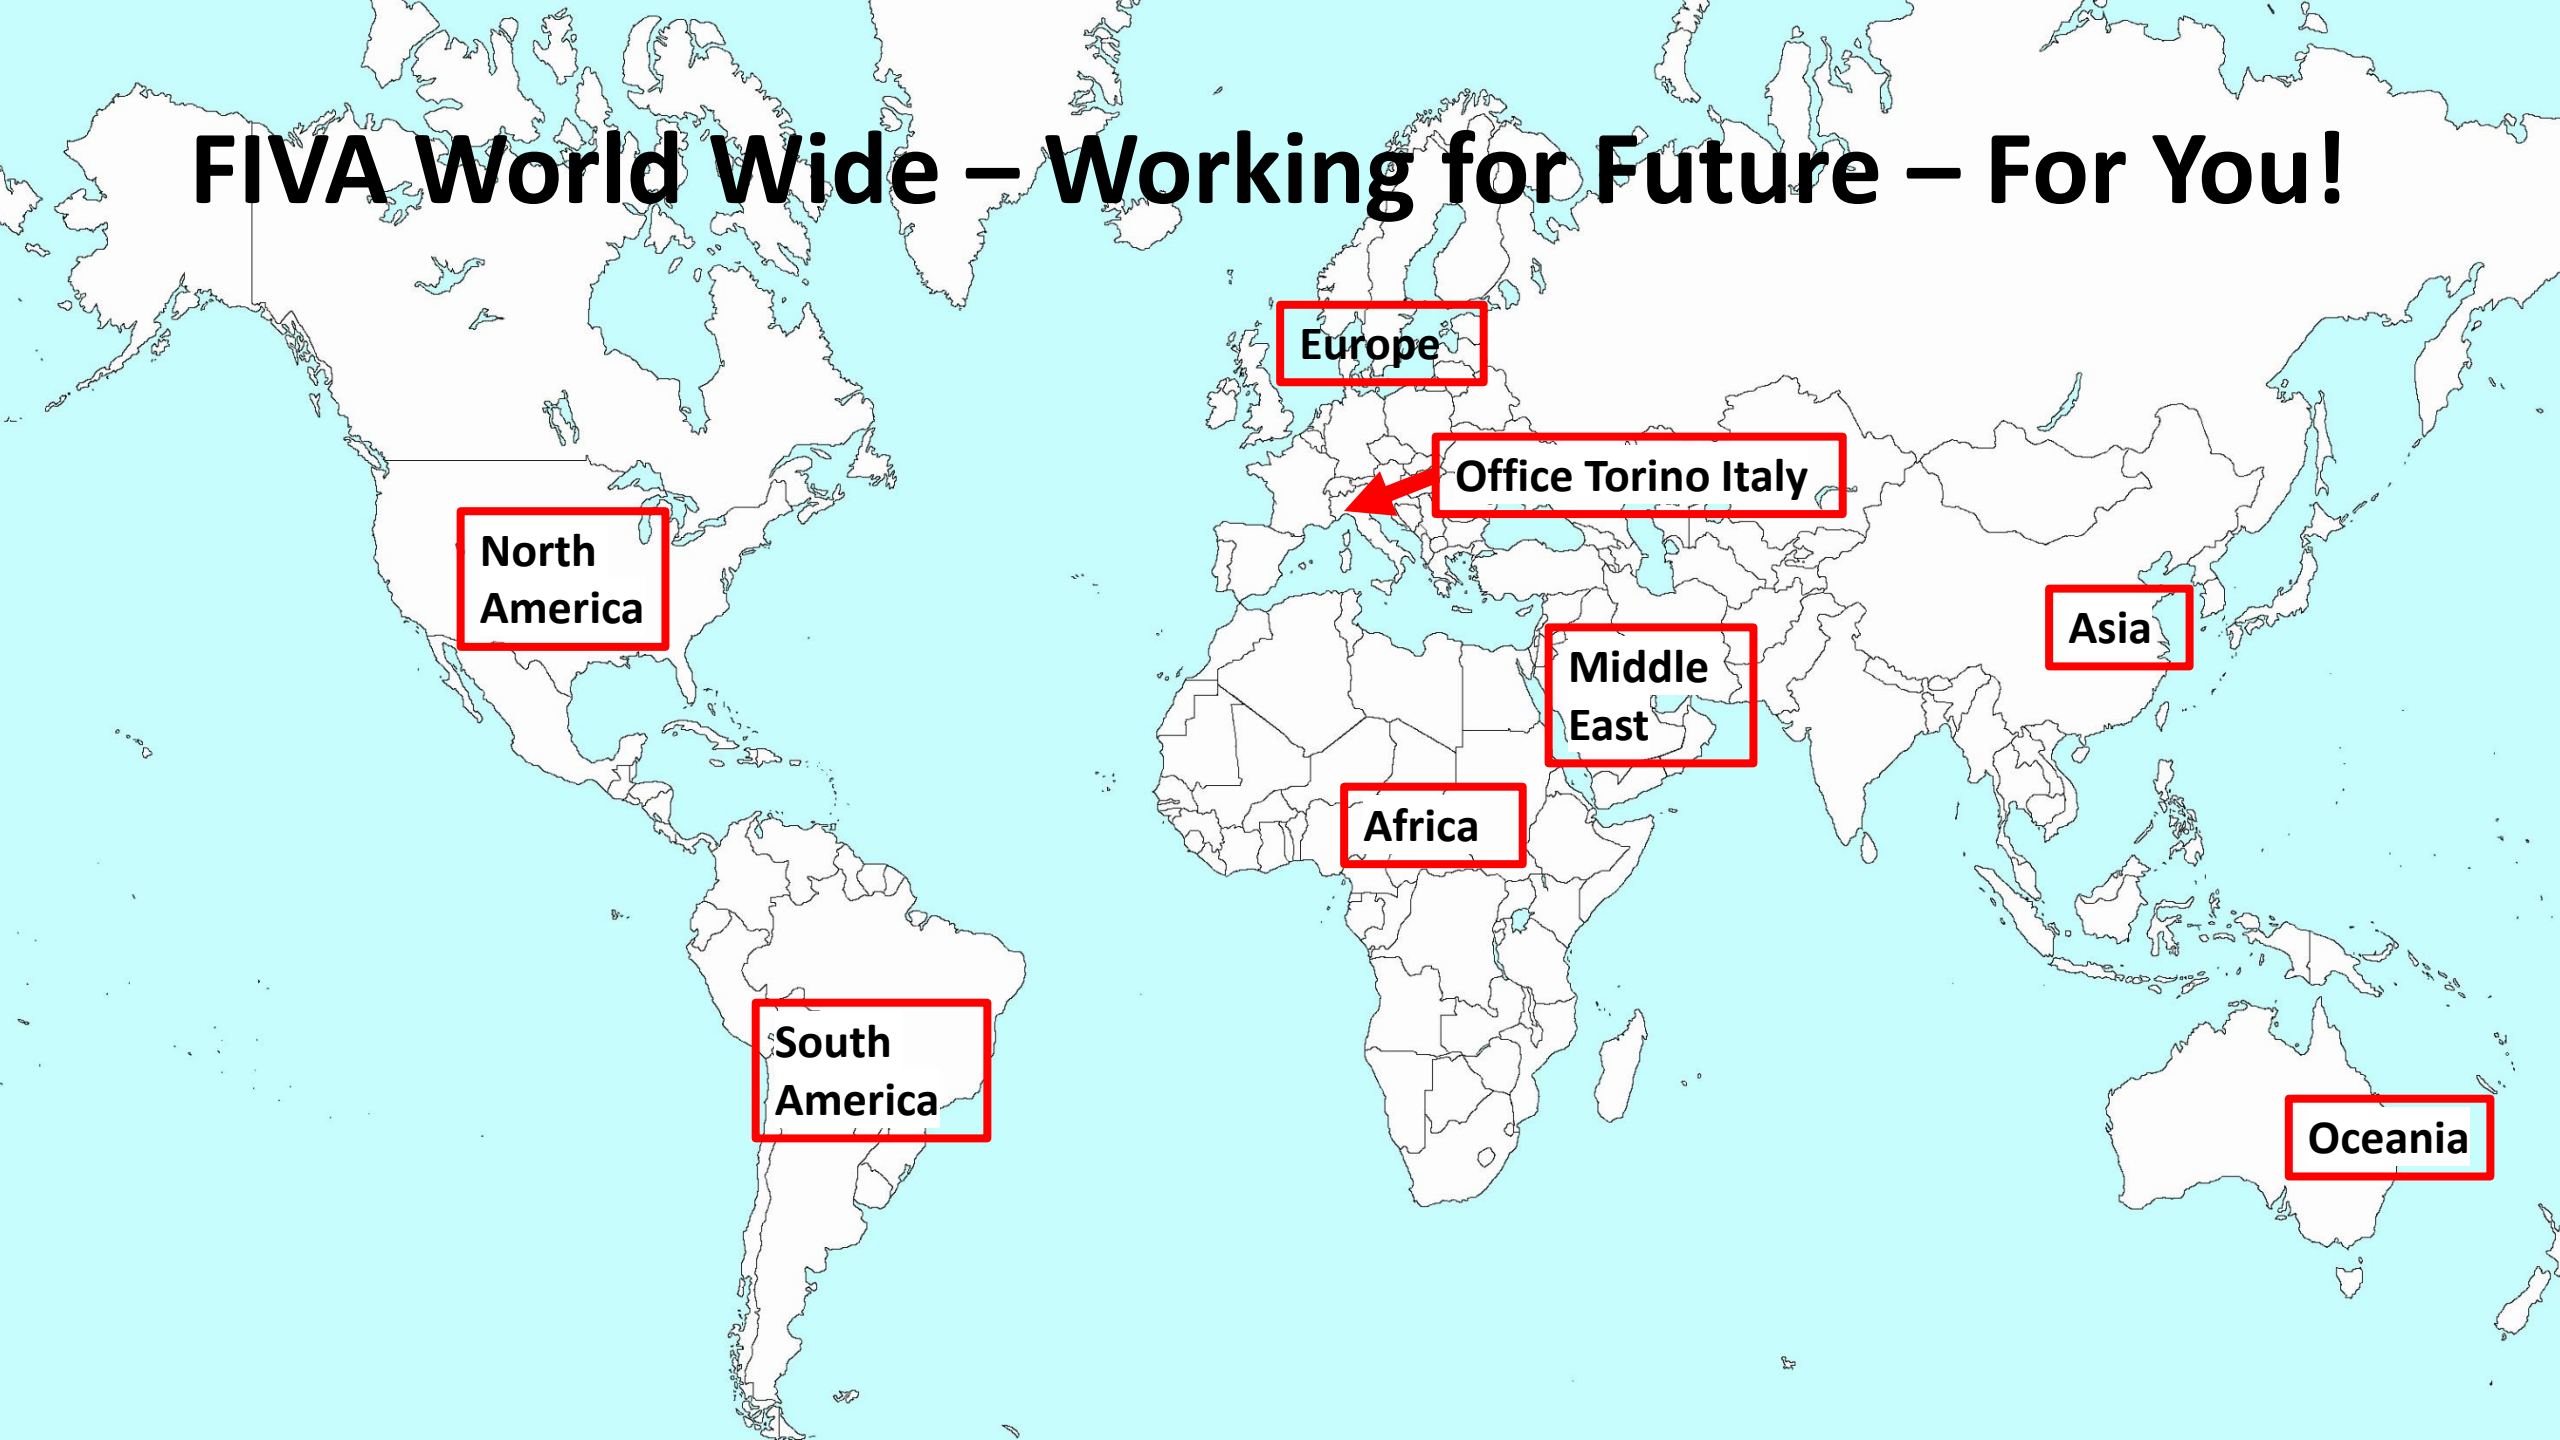 FIVA World Wide – Working for Future – For You!
Europe
Office Torino Italy
North
America
Asia
Middle
East
Africa
South
America
Oceania